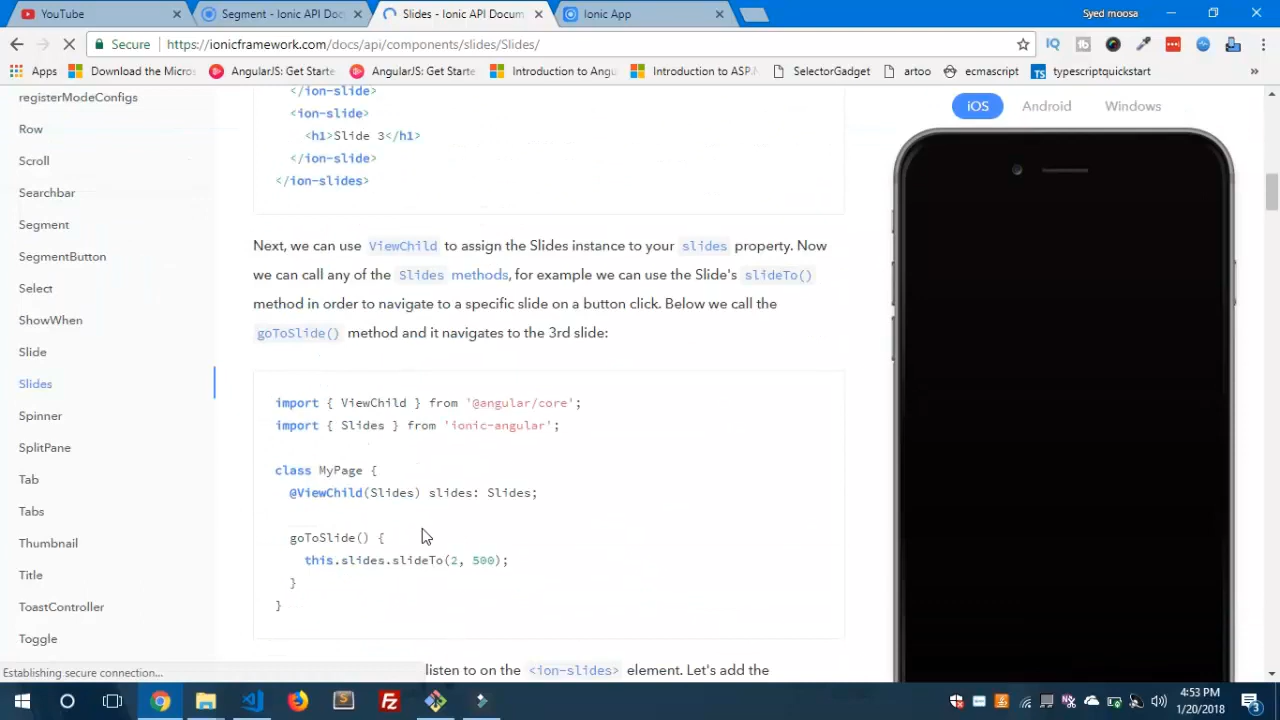 YouTube
Segment - Ionic API Docum
Slides - Ionic API Docum
Ionic App
Syed moosa
Secure
https://ionicframework.com/docs/api/components/slides/Slides/
Apps
Download the Micro
AngularJS: Get Starte
AngularJS: Get Starte
Introduction to Angu
Introduction to ASP.
SelectorGadget
artoo
ecmascript
typescriptquickstart
»
registerModeConfigs
Row
Scroll
Searchbar
Segment
SegmentButton
Select
ShowWhen
Slide
Slides
Spinner
SplitPane
Tab
Tabs
Thumbnail
Title
ToastController
Toggle
Establishing secure connection...
</ion-slide>
<ion-slide>
<h1>Slide 3</h1>
</ion-slide>
</ion-slides>
Next, we can use ViewChild to assign the Slides instance to your slides property. Now
we can call any of the Slides methods, for example we can use the Slide's slideTo()
method in order to navigate to a specific slide on a button click. Below we call the
goToSlide() method and it navigates to the 3rd slide:
import { ViewChild } from '@angular/core';
import { Slides } from 'ionic-angular';
class MyPage {
@ViewChild(Slides) slides: Slides;
goToSlide() {
this.slides.slideTo(2, 500);
}
}
listen to on the <ion-slides> element. Let's add the
iOS
Android
Windows
4:53 PM
1/20/2018
3